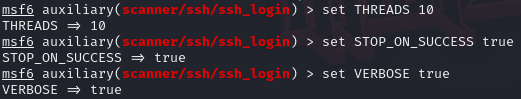 msf6 auxiliary(scanner/ssh/ssh_login) > set THREADS 10
THREADS => 10
msf6 auxiliary(scanner/ssh/ssh_login) > set STOP_ON_SUCCESS true
STOP_ON_SUCCESS => true
msf6 auxiliary(scanner/ssh/ssh_login) > set VERBOSE true
VERBOSE => true